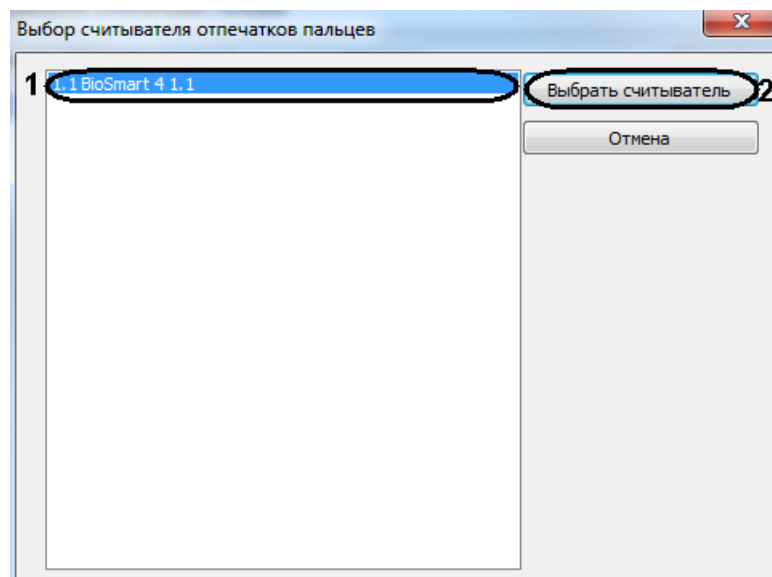 Выбор считывателя отпечатков пальцев
1
1.1 BioSmart 4 1.1
Выбрать считыватель
2
Отмена